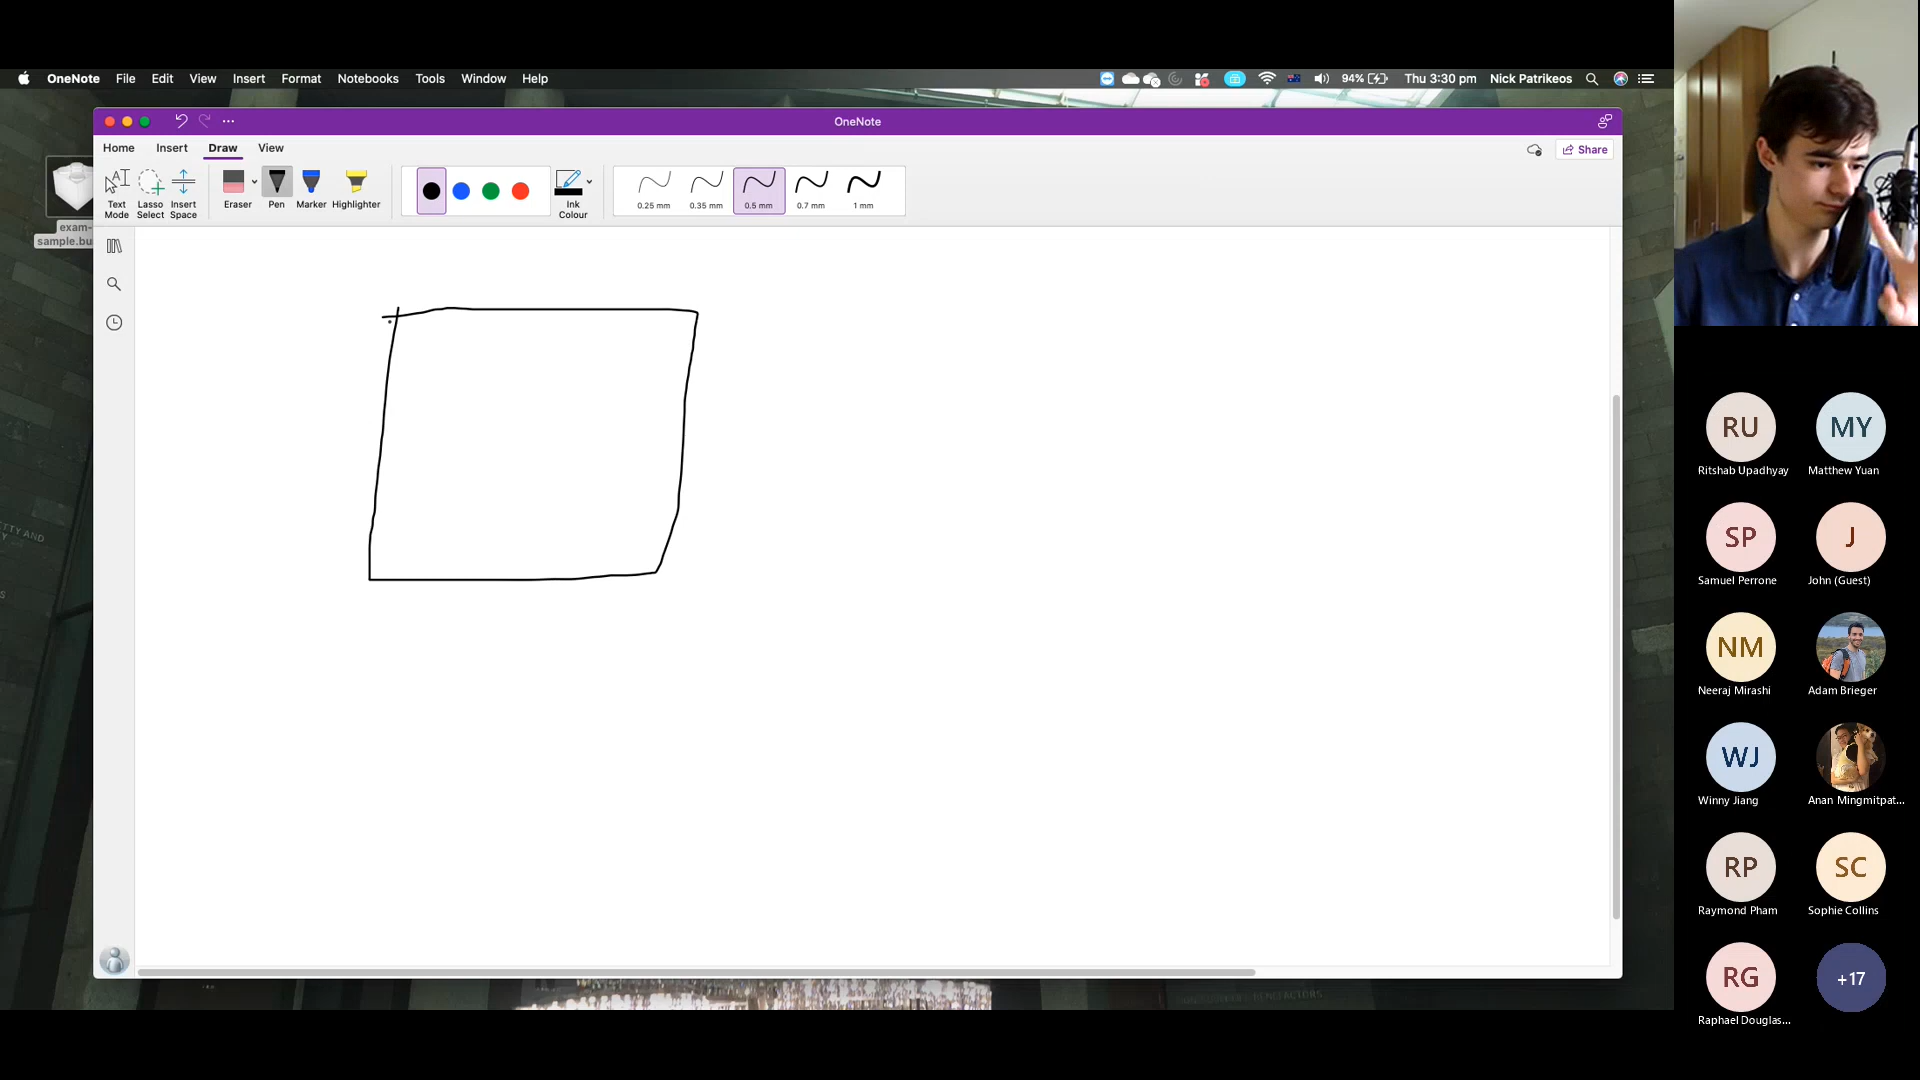 OneNote File Edit View Insert Format Notebooks Tools Window Help 94% Thu 3:30 pm Nick Patrikeos
OneNote
Home Insert Draw View Share
Text Mode
Lasso Select
Insert Space
Eraser
Pen
Marker
Highlighter
Ink Colour
0.25 mm 0.35 mm 0.5 mm 0.7 mm 1 mm
exam-
sample.bu
RU MY
Ritshab Upadhyay Matthew Yuan
SP J
Samuel Perrone John (Guest)
NM
Neeraj Mirashi Adam Brieger
WJ
Winny Jiang Anan Mingmitpat...
RP SC
Raymond Pham Sophie Collins
RG +17
Raphael Douglas...